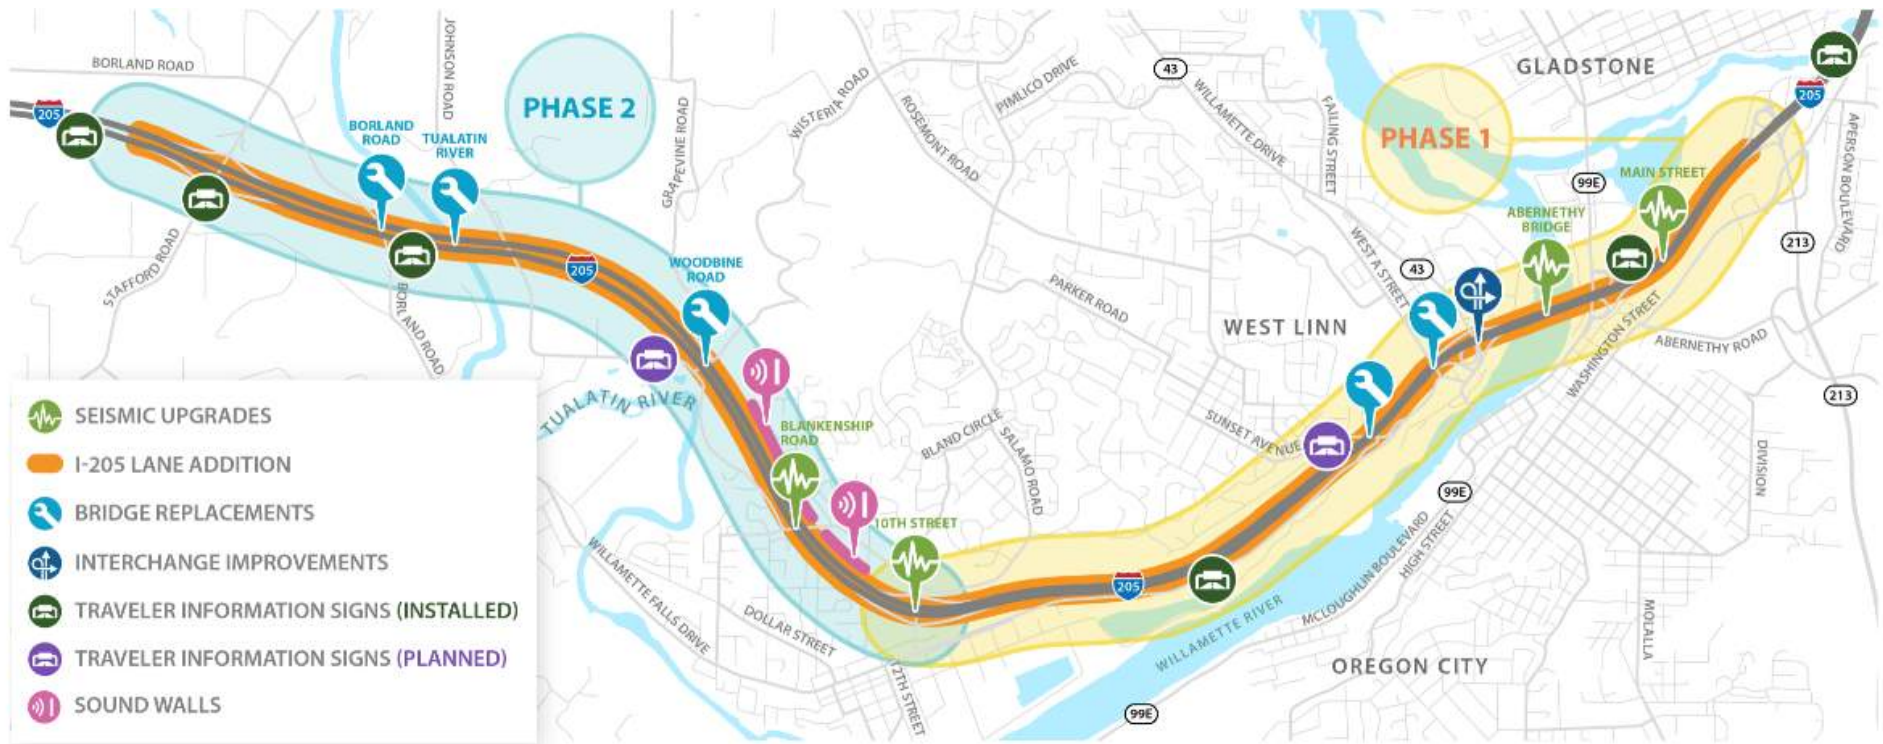 BORLAND ROAD
205
JOHNSON ROAD
BORLAND
ROAD
TUALATIN
RIVER
PHASE 2
GRAPEVINE ROAD
WISTERIA ROAD
ROSEMONT ROAD
PIMLICO DRIVE
43
WILLAMETTE DRIVE
FAILING STREET
GLADSTONE
PHASE 1
205
APERSON BOULEVARD
99E
MAIN STREET
ABERNETHY
BRIDGE
213
STAFFORD ROAD
BORLAND ROAD
205
WOODBINE
ROAD
PARKER ROAD
WEST A STREET
43
WEST LINN
WASHINGTON STREET
ABERNETHY ROAD
213
TUALATIN RIVER
BLANKENSHIP
ROAD
BLAND CIRCLE
SALAMO ROAD
SUNSET AVENUE
99E
DIVISION
10TH STREET
WILLAMETTE FALLS DRIVE
DOLLAR STREET
12TH STREET
205
WILLAMETTE RIVER
MCLOUGHLIN BOULEVARD
HIGH STREET
MOLALLA
OREGON CITY
99E
SEISMIC UPGRADES
I-205 LANE ADDITION
BRIDGE REPLACEMENTS
INTERCHANGE IMPROVEMENTS
TRAVELER INFORMATION SIGNS (INSTALLED)
TRAVELER INFORMATION SIGNS (PLANNED)
SOUND WALLS